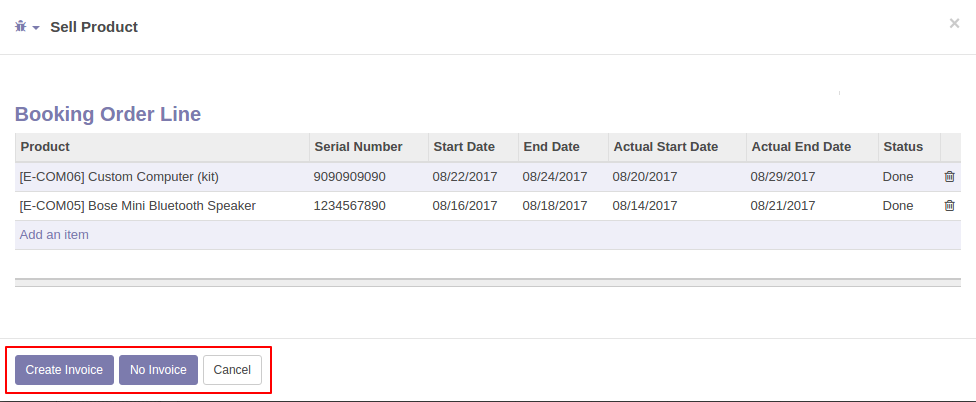 Sell Product ×
Booking Order Line
Product Serial Number Start Date End Date Actual Start Date Actual End Date Status
[E-COM06] Custom Computer (kit) 9090909090 08/22/2017 08/24/2017 08/20/2017 08/29/2017 Done
[E-COM05] Bose Mini Bluetooth Speaker 1234567890 08/16/2017 08/18/2017 08/14/2017 08/21/2017 Done
Add an item
Create Invoice No Invoice Cancel